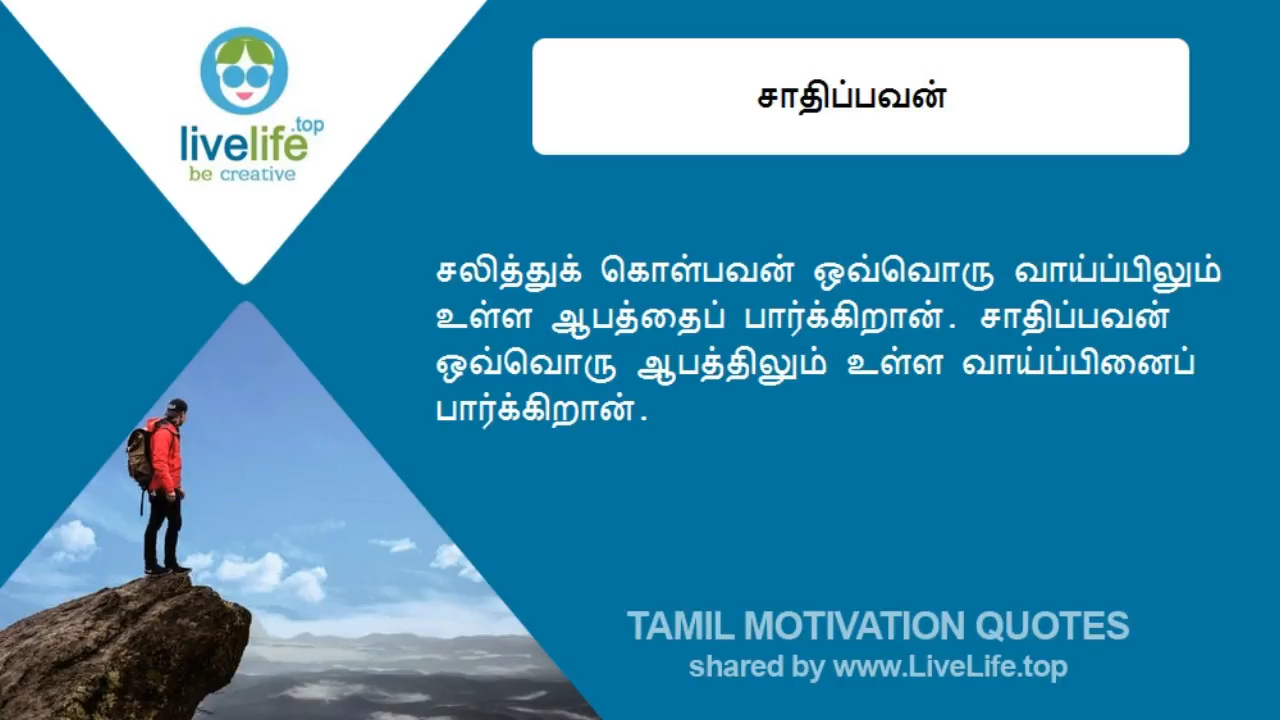 livelife.top
be creative
சாதிப்பவன்
சலித்துக் கொள்பவன் ஒவ்வொரு வாய்ப்பிலும்
உள்ள ஆபத்தைப் பார்க்கிறான். சாதிப்பவன்
ஒவ்வொரு ஆபத்திலும் உள்ள வாய்ப்பினைப்
பார்க்கிறான்.
TAMIL MOTIVATION QUOTES
shared by www.LiveLife.top